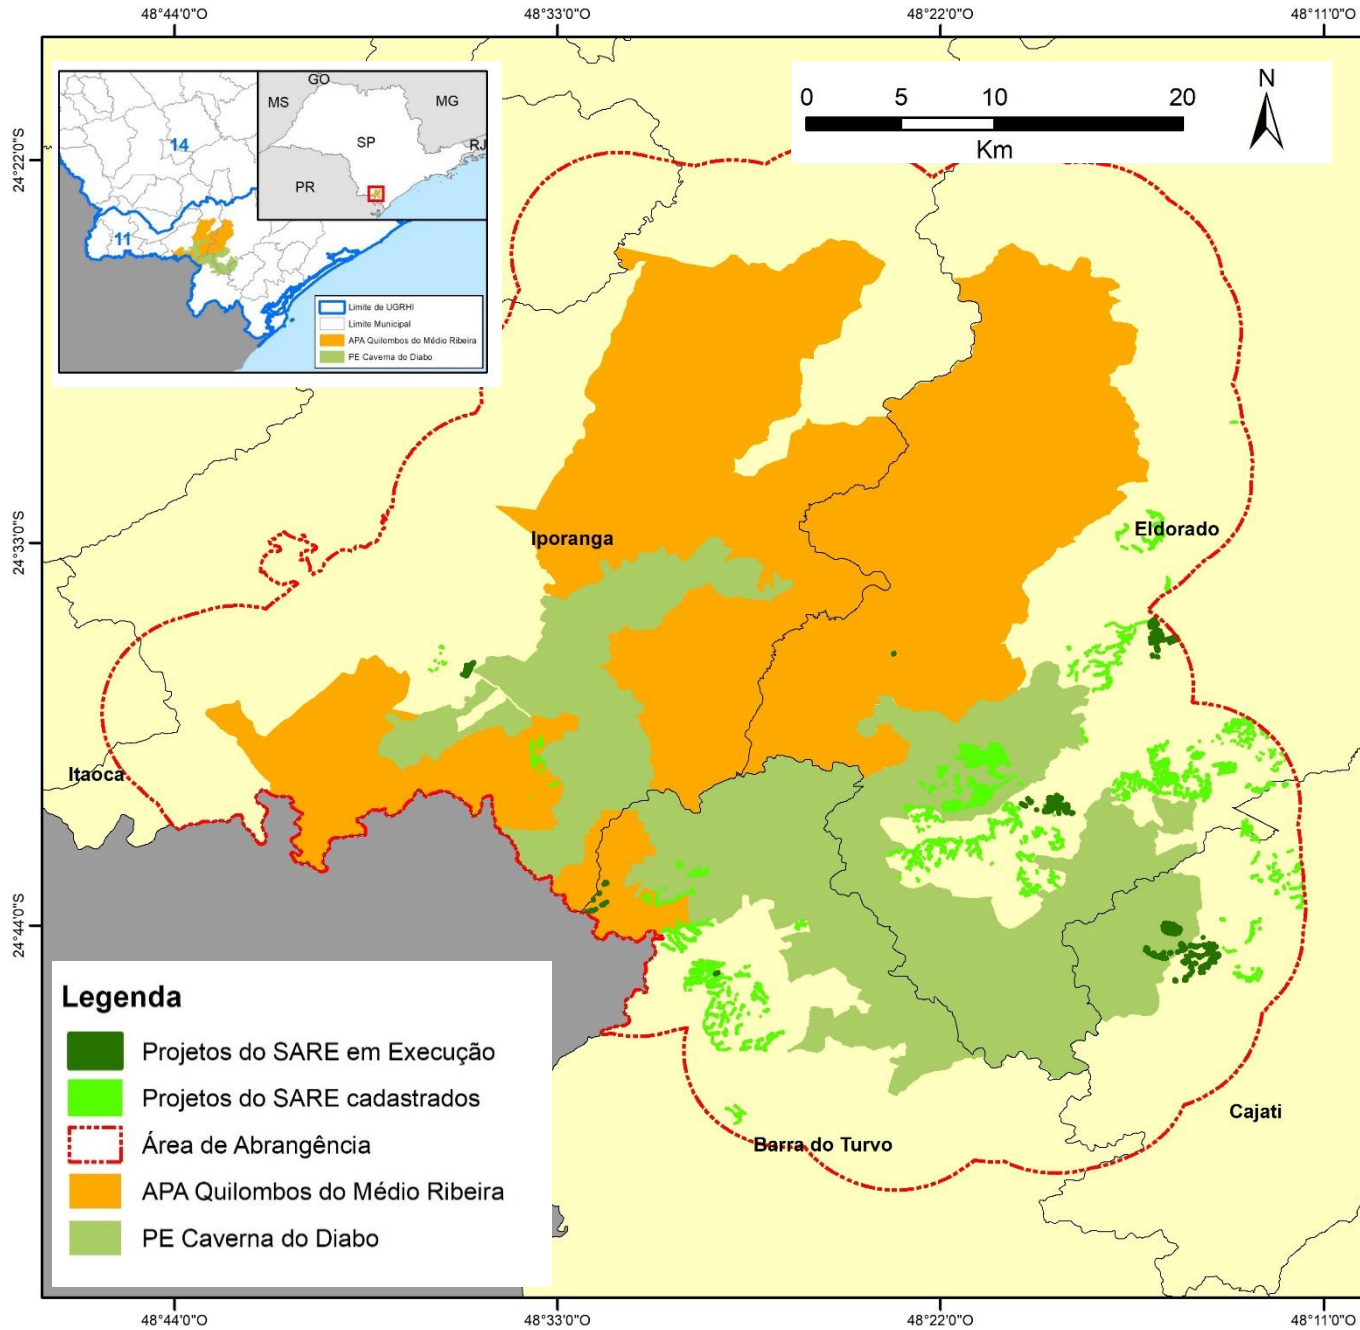 48°44'0"O
48°33'0"O
48°22'0"O
48°11'0"O
24°22'0"S
24°33'0"S
24°44'0"S
GO
MS
MG
SP
RJ
PR
14
11
Limite de UGRHI
Limite Municipal
APA Quilombos do Médio Ribeira
PE Caverna do Diabo
0 5 10 20
Km
N
Iporanga
Eldorado
Itaoca
Barra do Turvo
Cajati
Legenda
Projetos do SARE em Execução
Projetos do SARE cadastrados
Área de Abrangência
APA Quilombos do Médio Ribeira
PE Caverna do Diabo
48°44'0"O
48°33'0"O
48°22'0"O
48°11'0"O